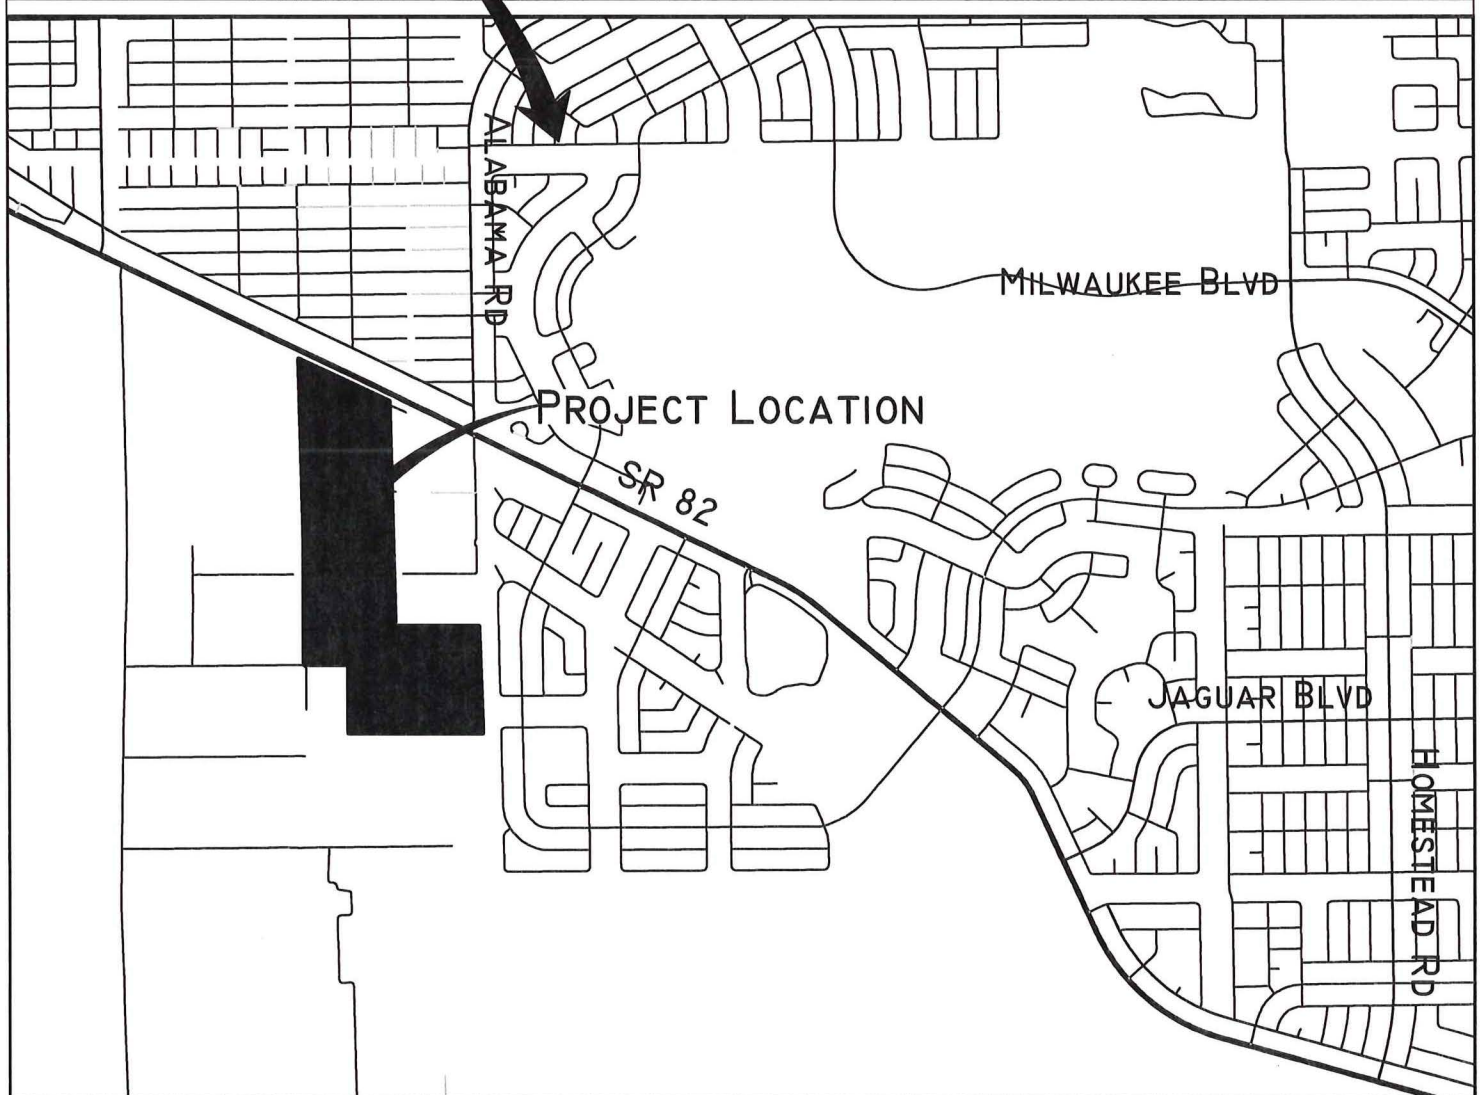 ALABAMA RD
MILWAUKEE BLVD
PROJECT LOCATION
SR 82
JAGUAR BLVD
HOMESTEAD RD